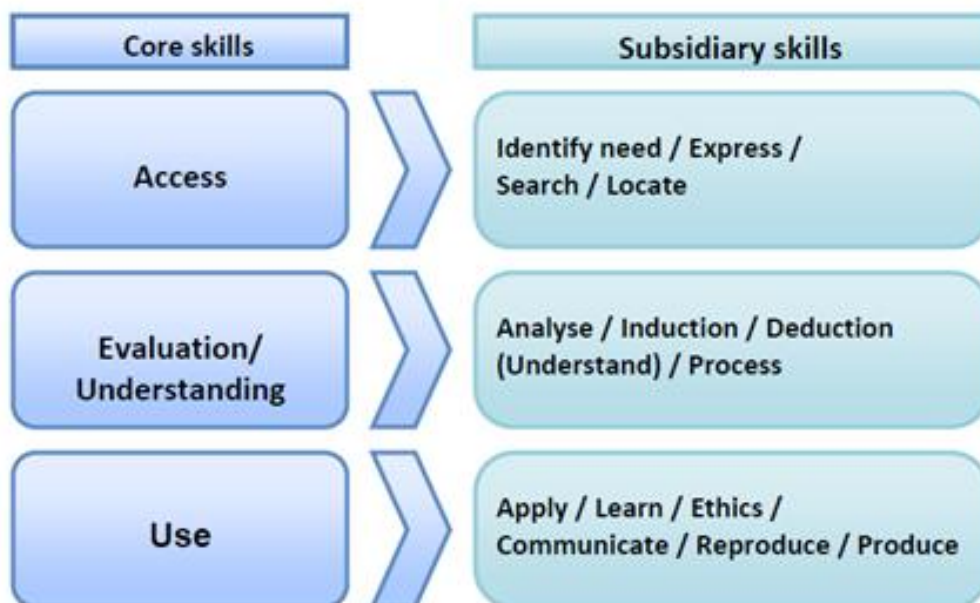 Core skills
Subsidiary skills
Access
Identify need / Express /
Search / Locate
Evaluation/
Understanding
Analyse / Induction / Deduction
(Understand) / Process
Use
Apply / Learn / Ethics /
Communicate / Reproduce / Produce